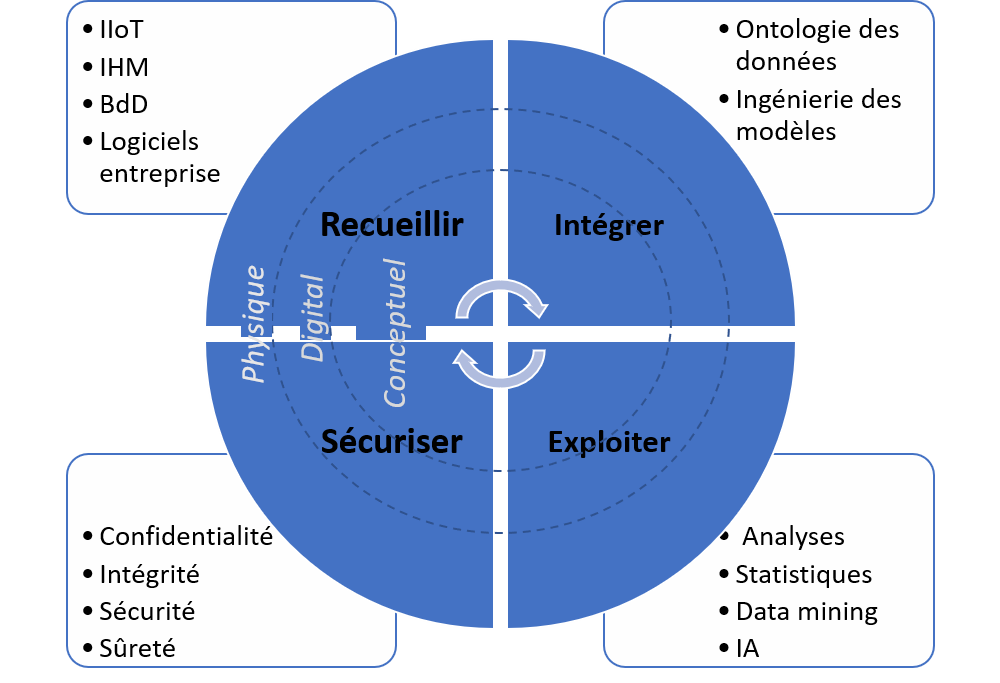 • IIoT
• IHM
• BdD
• Logiciels
entreprise
• Ontologie des
données
• Ingénierie des
modèles
Recueillir
Intégrer
Physique
Digital
Conceptuel
Sécuriser
Exploiter
• Confidentialité
• Intégrité
• Sécurité
• Sûreté
• Analyses
• Statistiques
• Data mining
• IA